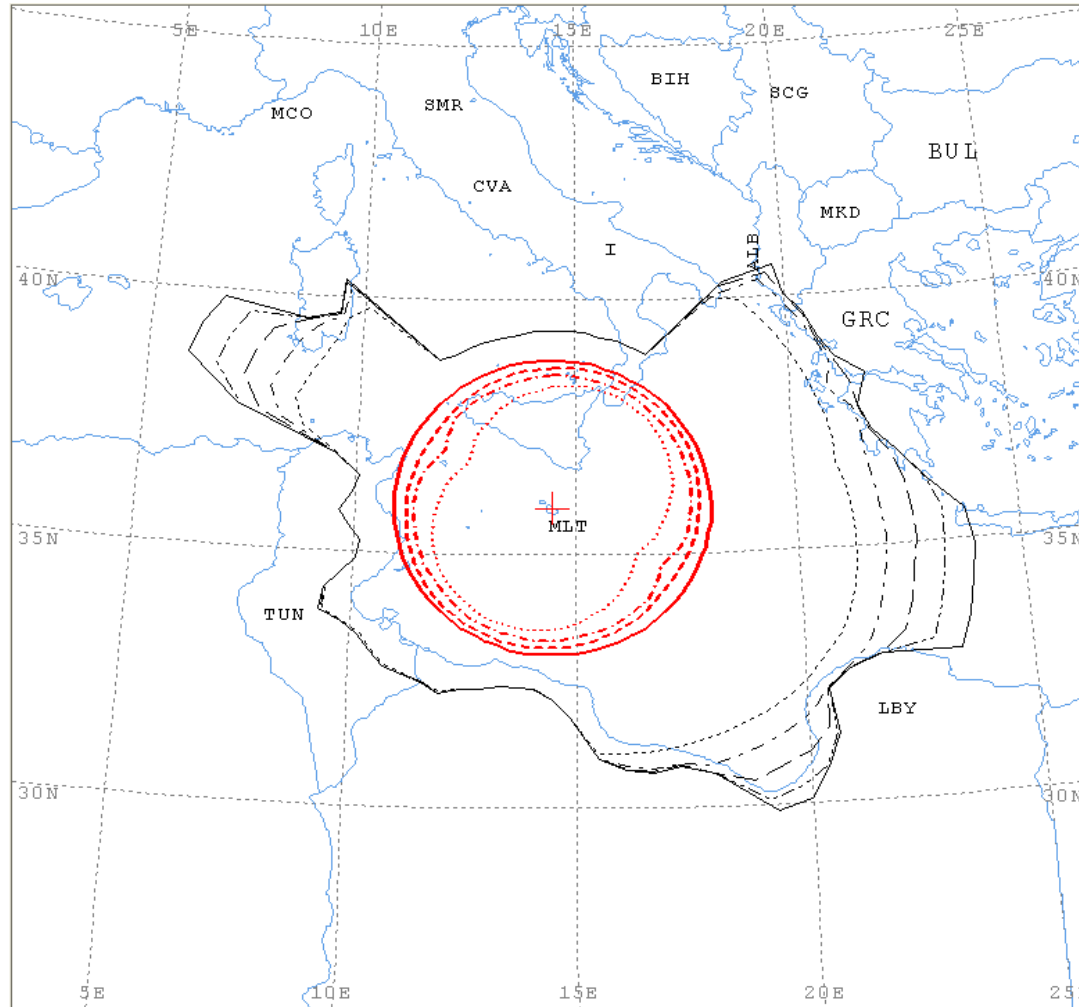 5E 10E 15E 20E 25E
BIH
SCG
SMR
MCO
BUL
CVA
MKD
I
ALB
40N 40N
GRC
MLT
35N 35N
TUN
LBY
30N 30N
5E 10E 15E 20E 25